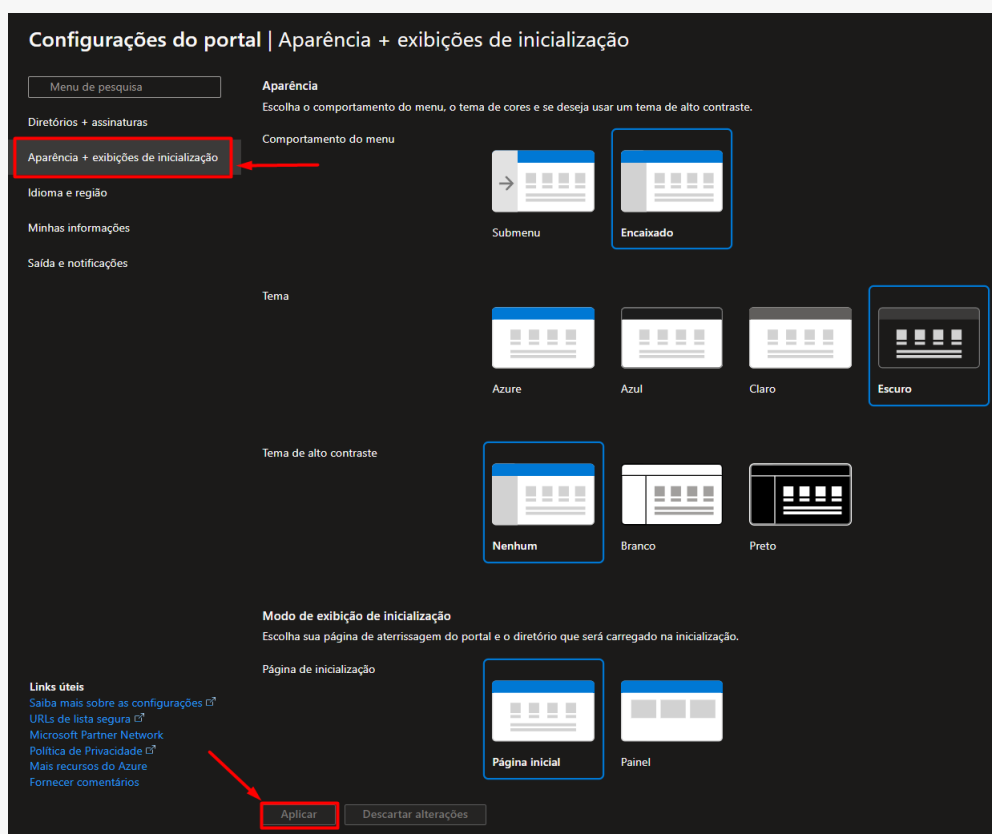 Configurações do portal | Aparência + exibições de inicialização
Menu de pesquisa
Diretórios + assinaturas
Aparência + exibições de inicialização
Idioma e região
Minhas informações
Saída e notificações
Aparência
Escolha o comportamento do menu, o tema de cores e se deseja usar um tema de alto contraste.
Comportamento do menu
Submenu
Encaixado
Tema
Azure
Azul
Claro
Escuro
Tema de alto contraste
Nenhum
Branco
Preto
Modo de exibição de inicialização
Escolha sua página de aterrissagem do portal e o diretório que será carregado na inicialização.
Página de inicialização
Página inicial
Painel
Links úteis
Saiba mais sobre as configurações
URLs de lista segura
Microsoft Partner Network
Política de Privacidade
Mais recursos do Azure
Fornecer comentários
Aplicar
Descartar alterações